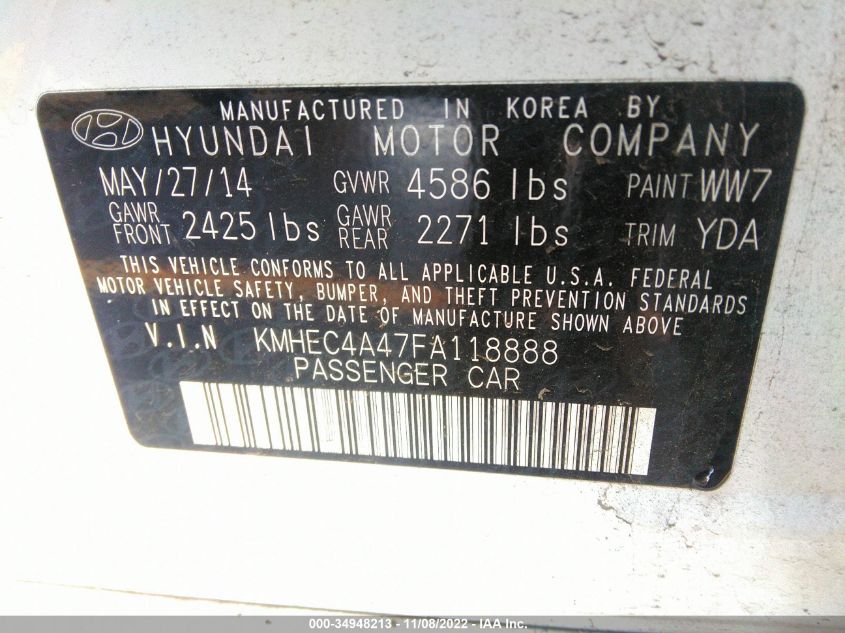 MANUFACTURED IN KOREA BY
HYUNDAI MOTOR COMPANY
MAY/27/14 GVWR 4586 lbs PAINT WW7
GAWR FRONT 2425 lbs GAWR REAR 2271 lbs TRIM YDA
THIS VEHICLE CONFORMS TO ALL APPLICABLE U.S.A. FEDERAL
MOTOR VEHICLE SAFETY, BUMPER, AND THEFT PREVENTION STANDARDS
IN EFFECT ON THE DATE OF MANUFACTURE SHOWN ABOVE
V.I.N KMHEC4A47FA118888
PASSENGER CAR
000-34948213 - 11/08/2022 - IAA Inc.